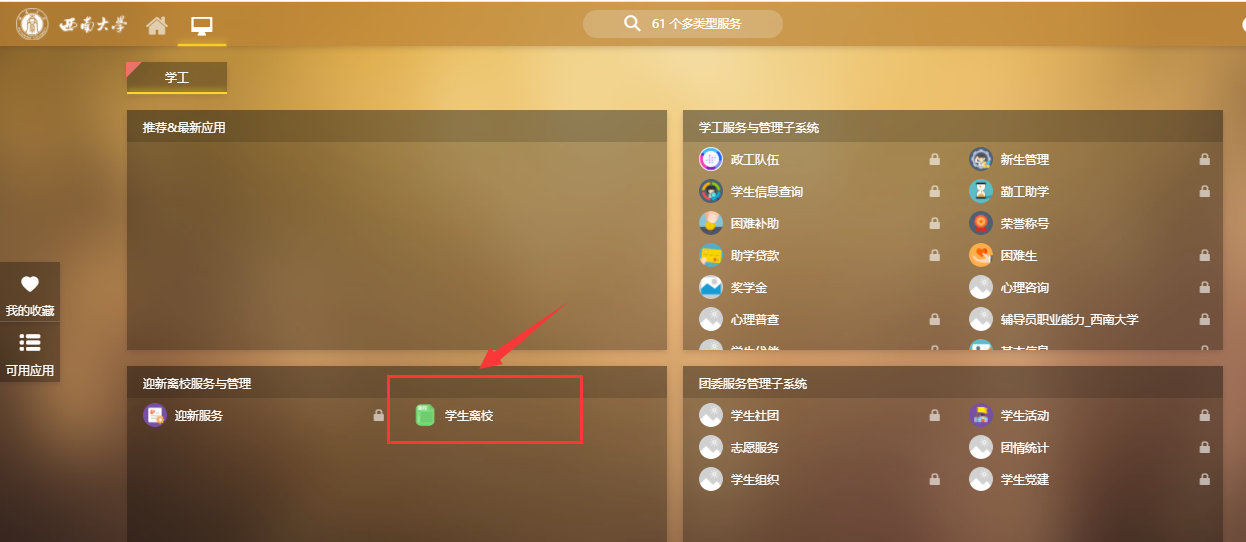 西南大学
61 个多类型服务
学工
推荐&最新应用
学工服务与管理子系统
政工队伍
新生管理
学生信息查询
勤工助学
困难补助
荣誉称号
助学贷款
困难生
奖学金
心理咨询
心理普查
辅导员职业能力_西南大学
基本信息
我的收藏
可用应用
迎新离校服务与管理
迎新服务
学生离校
团委服务管理子系统
学生社团
学生活动
志愿服务
团情统计
学生组织
学生党建